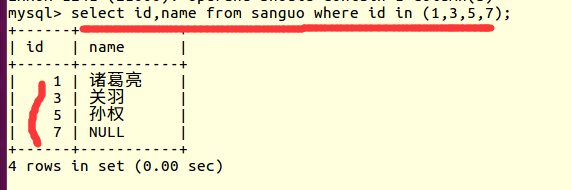 mysql> select id,name from sanguo where id in (1,3,5,7);
+------+-----------+
| id | name |
+------+-----------+
| 1 | 诸葛亮 |
| 3 | 关羽 |
| 5 | 孙权 |
| 7 | NULL |
+------+-----------+
4 rows in set (0.00 sec)